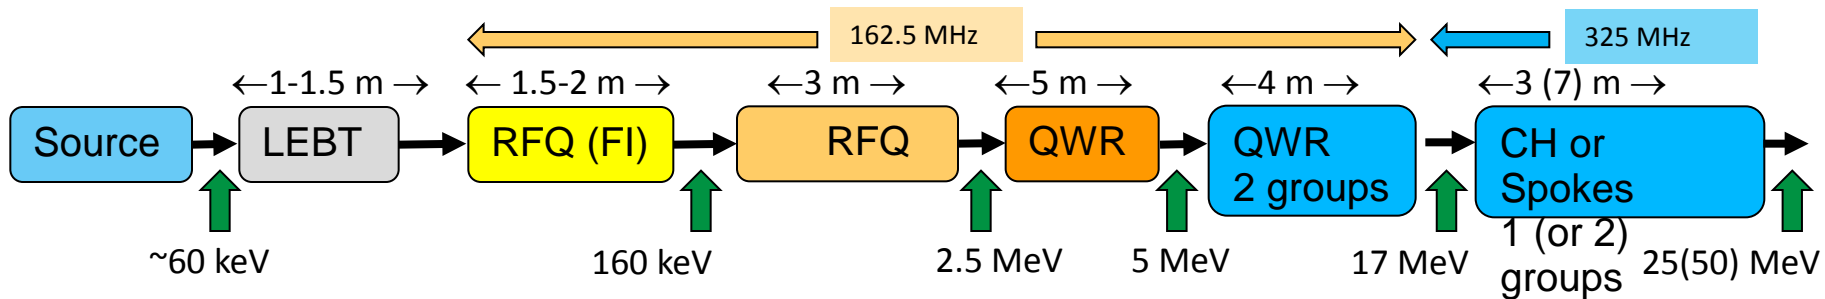 162.5 MHz
325 MHz
←1-1.5 m →
← 1.5-2 m →
←3 m→
←5 m→
←4 m→
←3 (7) m→
Source
LEBT
RFQ (FI)
RFQ
QWR
QWR
2 groups
CH or
Spokes
1 (or 2)
groups
~60 keV
160 keV
2.5 MeV
5 MeV
17 MeV
25(50) MeV